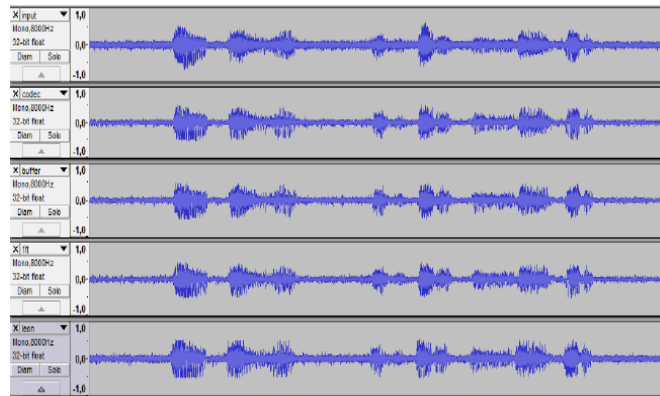 X input ▼ 1,0
Mono,8000Hz
32-bit float 0,0-
Diam Solo
-1,0
X codec ▼ 1,0
Mono,8000Hz
32-bit float 0,0-
Diam Solo
-1,0
X buffer ▼ 1,0
Mono,8000Hz
32-bit float 0,0-
Diam Solo
-1,0
X fft ▼ 1,0
Mono,8000Hz
32-bit float 0,0-
Diam Solo
-1,0
X leon ▼ 1,0
Mono,8000Hz
32-bit float 0,0-
Diam Solo
-1,0